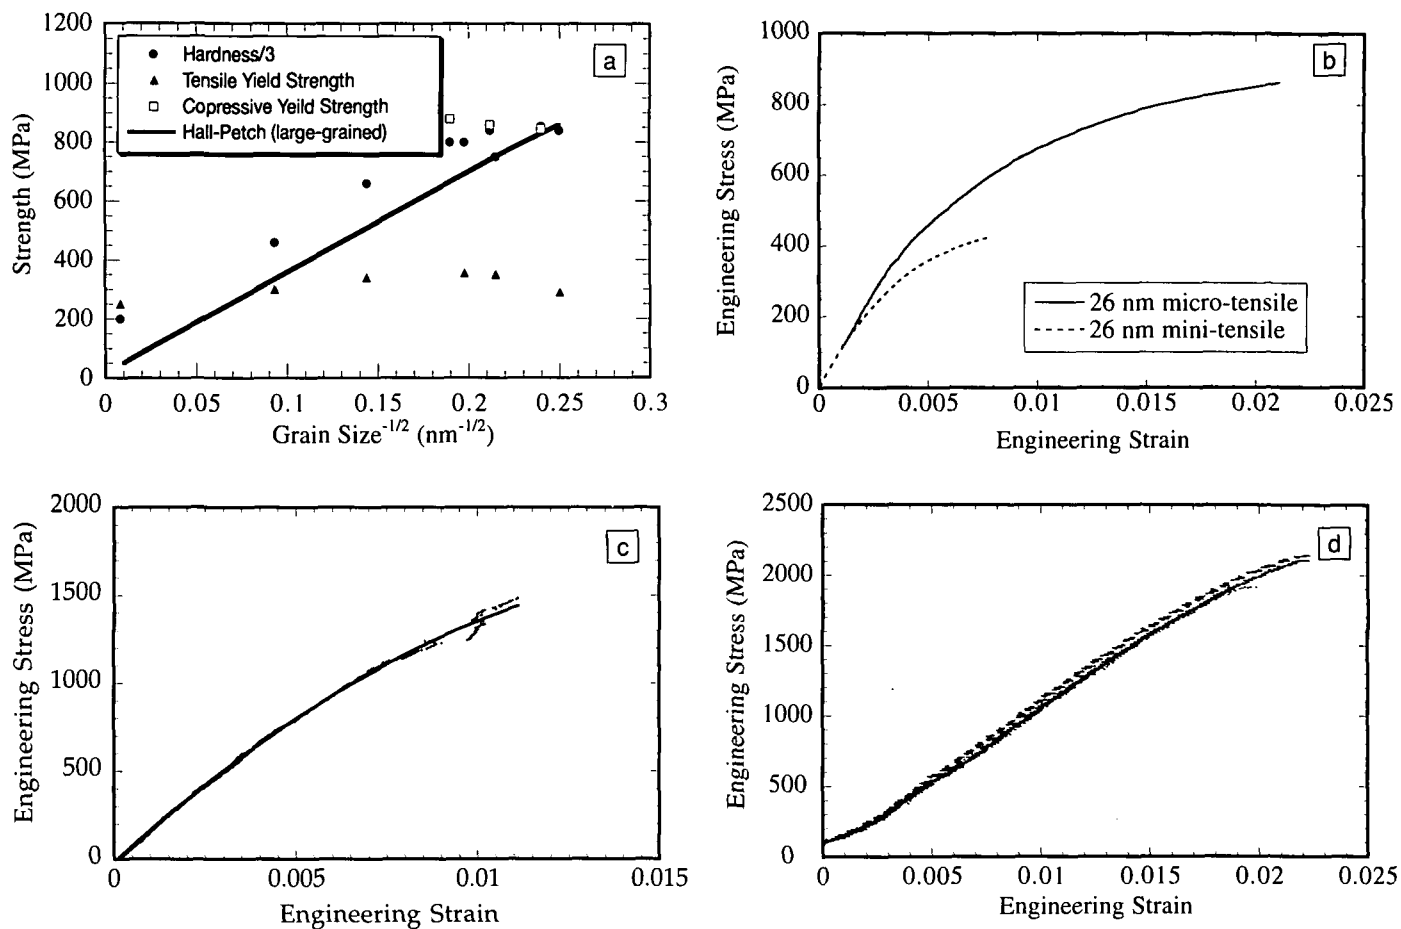 1200
1000
800
600
400
200
0
Strength (MPa)
Hardness/3
Tensile Yield Strength
Copressive Yeild Strength
Hall-Petch (large-grained)
a
0 0.05 0.1 0.15 0.2 0.25 0.3
Grain Size-1/2 (nm-1/2)
1000
800
600
400
200
0
Engineering Stress (MPa)
b
26 nm micro-tensile
26 nm mini-tensile
0 0.005 0.01 0.015 0.02 0.025
Engineering Strain
2000
1500
1000
500
0
Engineering Stress (MPa)
c
0 0.005 0.01 0.015
Engineering Strain
2500
2000
1500
1000
500
0
Engineering Stress (MPa)
d
0 0.005 0.01 0.015 0.02 0.025
Engineering Strain